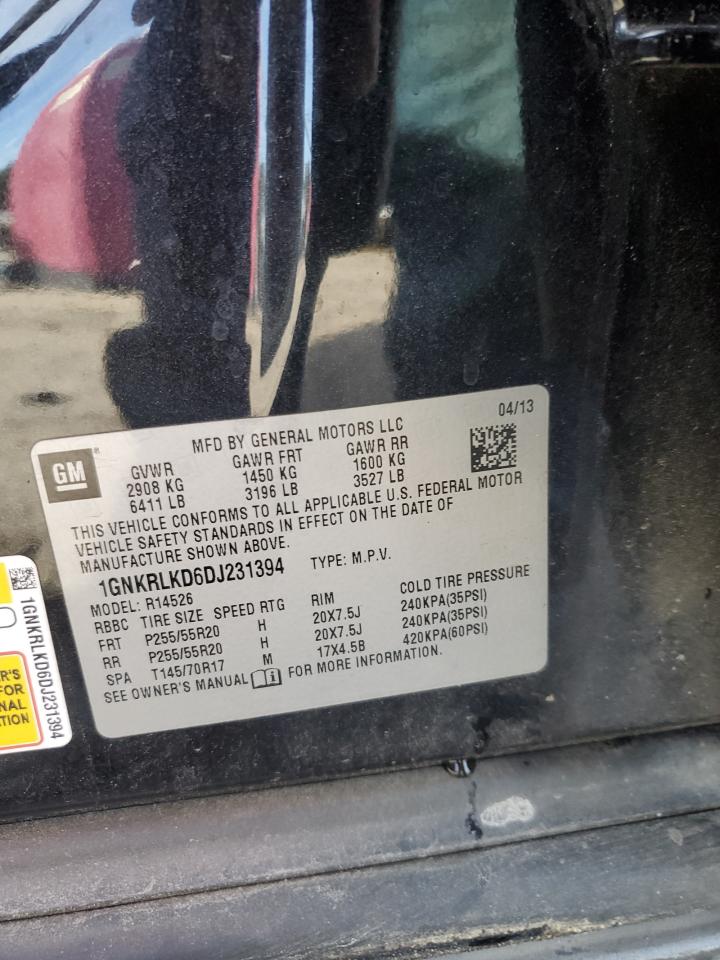 04/13
MFD BY GENERAL MOTORS LLC
GM
GVWR GAWR FRT GAWR RR
2908 KG 1450 KG 1600 KG
6411 LB 3196 LB 3527 LB
THIS VEHICLE CONFORMS TO ALL APPLICABLE U.S. FEDERAL MOTOR
VEHICLE SAFETY STANDARDS IN EFFECT ON THE DATE OF
MANUFACTURE SHOWN ABOVE.
1GNKRLKD6DJ231394 TYPE: M.P.V.
MODEL: R14526
RBBC TIRE SIZE SPEED RTG RIM COLD TIRE PRESSURE
FRT P255/55R20 H 20X7.5J 240KPA(35PSI)
RR P255/55R20 H 20X7.5J 240KPA(35PSI)
SPA T145/70R17 M 17X4.5B 420KPA(60PSI)
SEE OWNER'S MANUAL FOR MORE INFORMATION.
1GNKRLKD6DJ231394
ER'S
FOR
NAL
TION